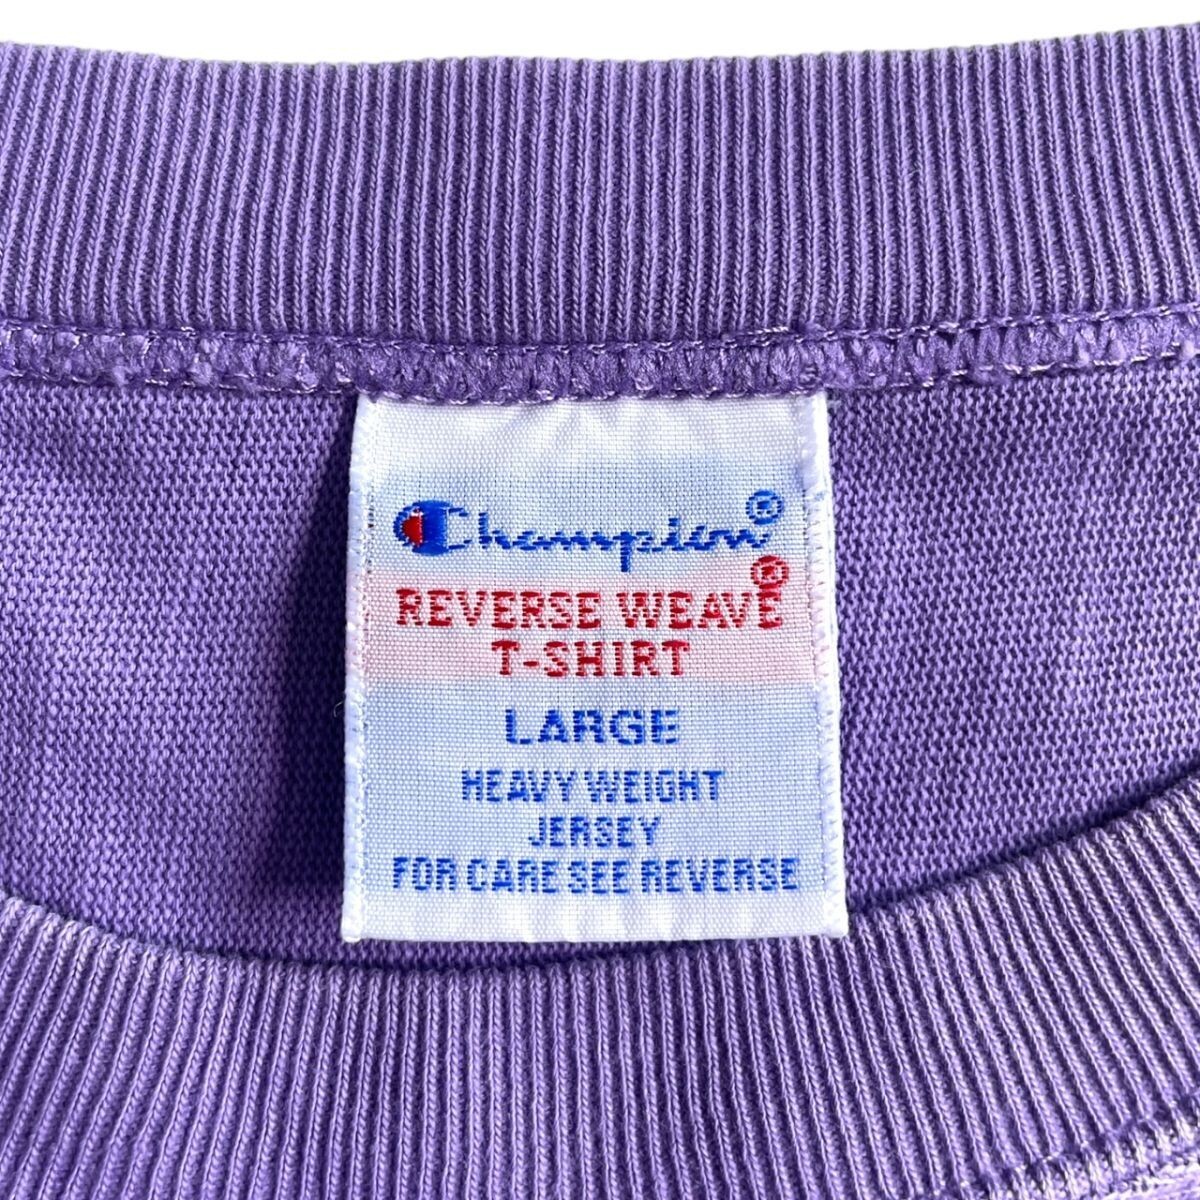 Champion®
REVERSE WEAVE®
T-SHIRT
LARGE
HEAVY WEIGHT
JERSEY
FOR CARE SEE REVERSE